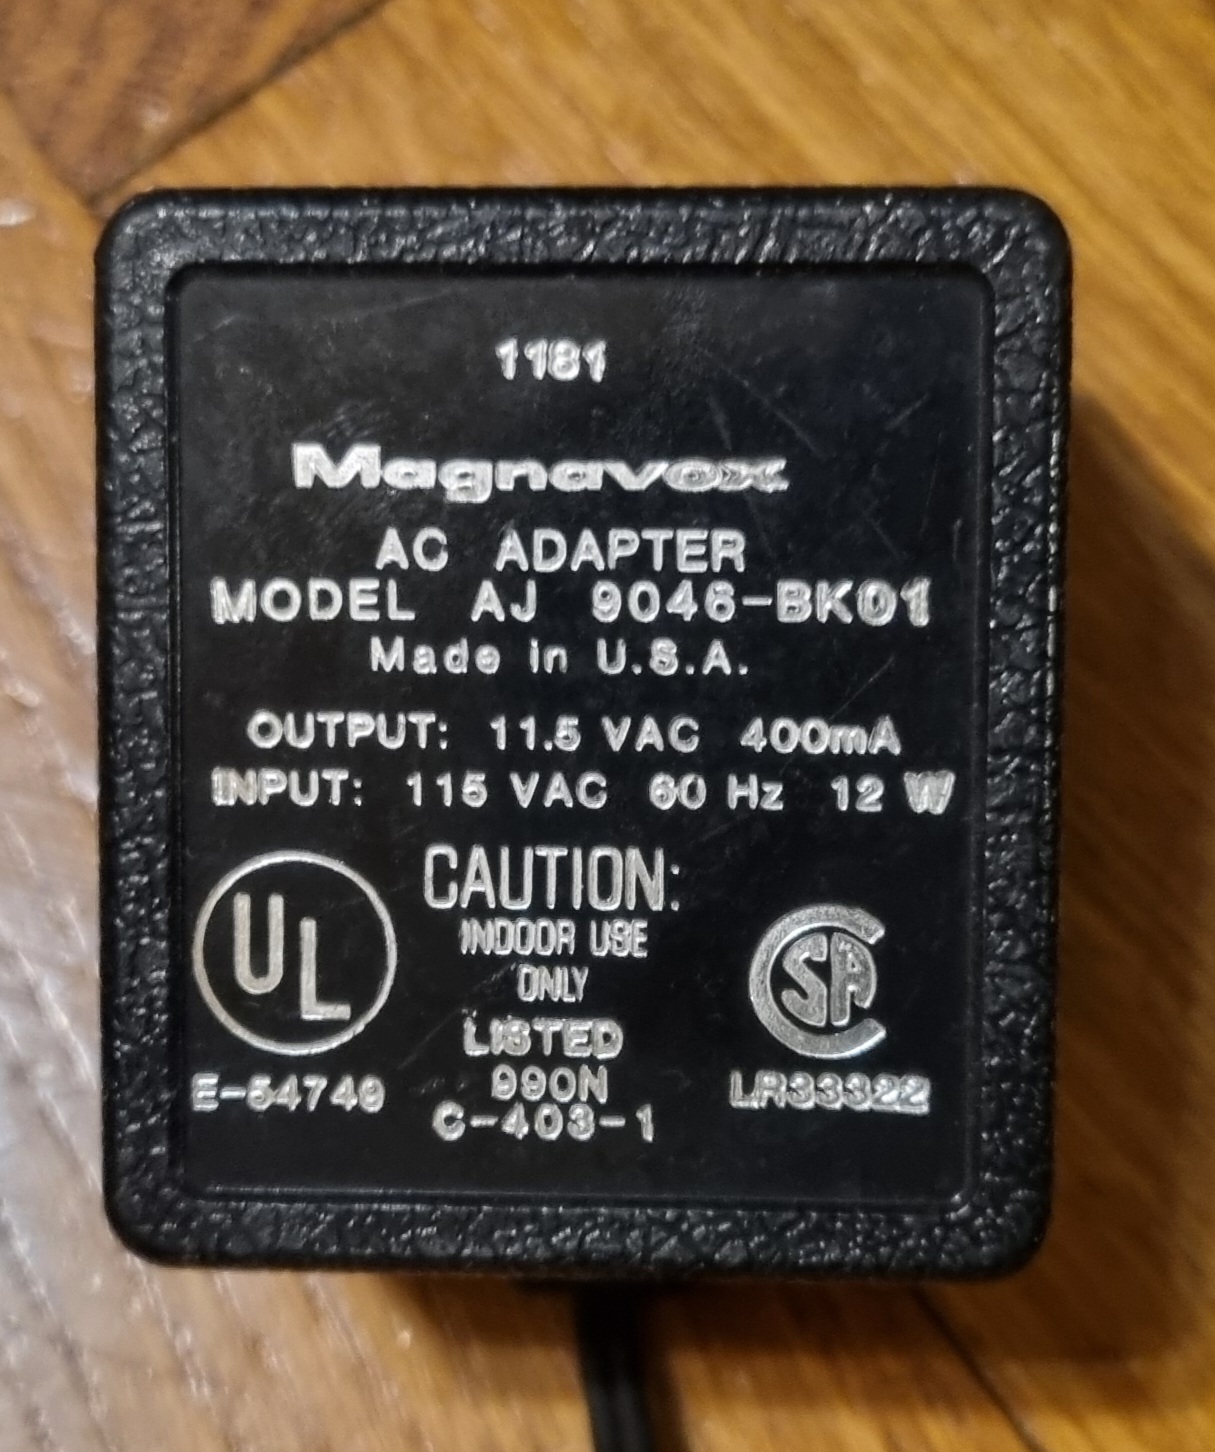 1181
Magnavox
AC ADAPTER
MODEL AJ 9046-BK01
Made in U.S.A.
OUTPUT: 11.5 VAC 400mA
INPUT: 115 VAC 60 Hz 12 W
UL
CAUTION:
INDOOR USE
ONLY
LISTED
990N
C-403-1
E-54740
SA
LR33322